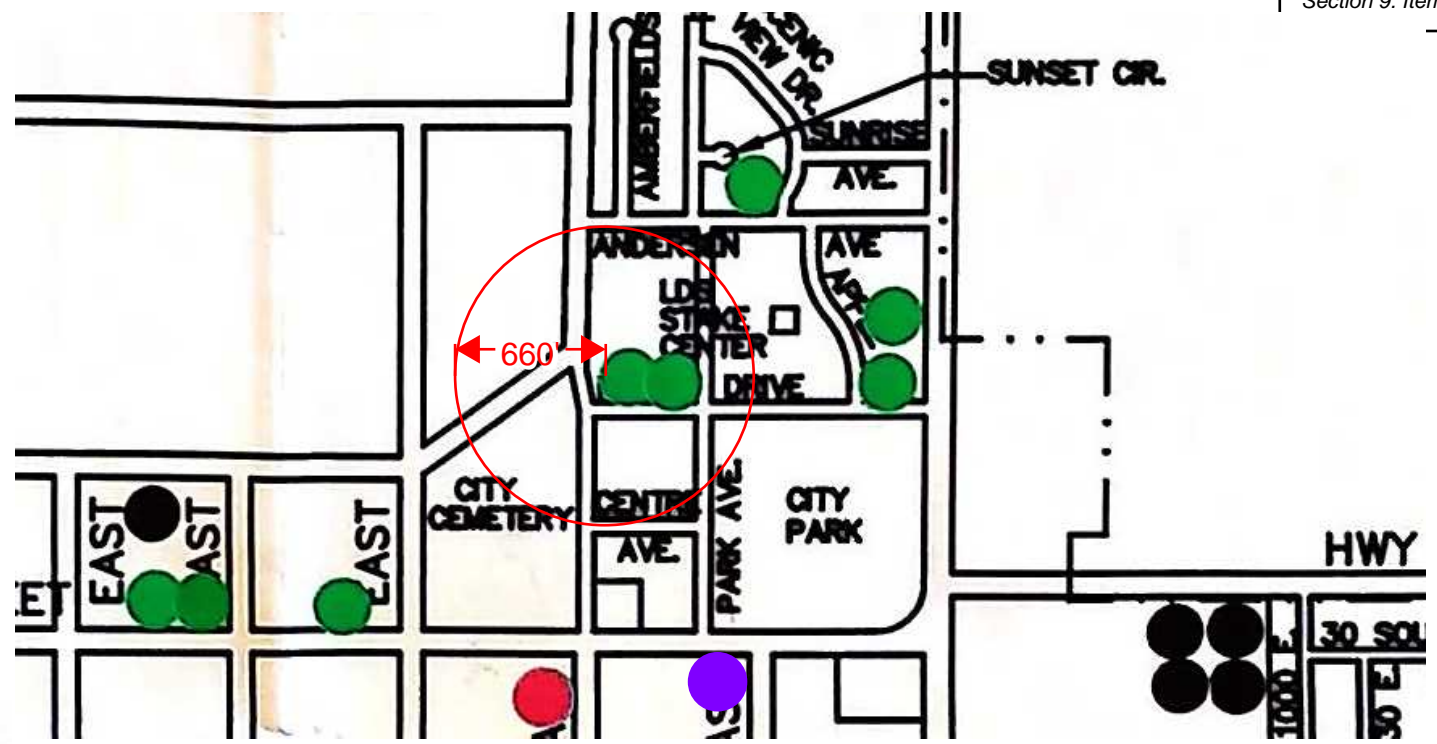 Section 9. Item
SCENIC
VIEW DR.
SUNSET CIR.
AMBERFIELDS
SUNRISE
AVE.
ANDERSEN
AVE
LDS
STAKE
CENTER
660'
DRIVE
CITY
CEMETERY
CENTRE
AVE.
PARK AVE.
CITY
PARK
EAST
EAST
EAST
HWY
30 SOU
1000 E.
30 E.